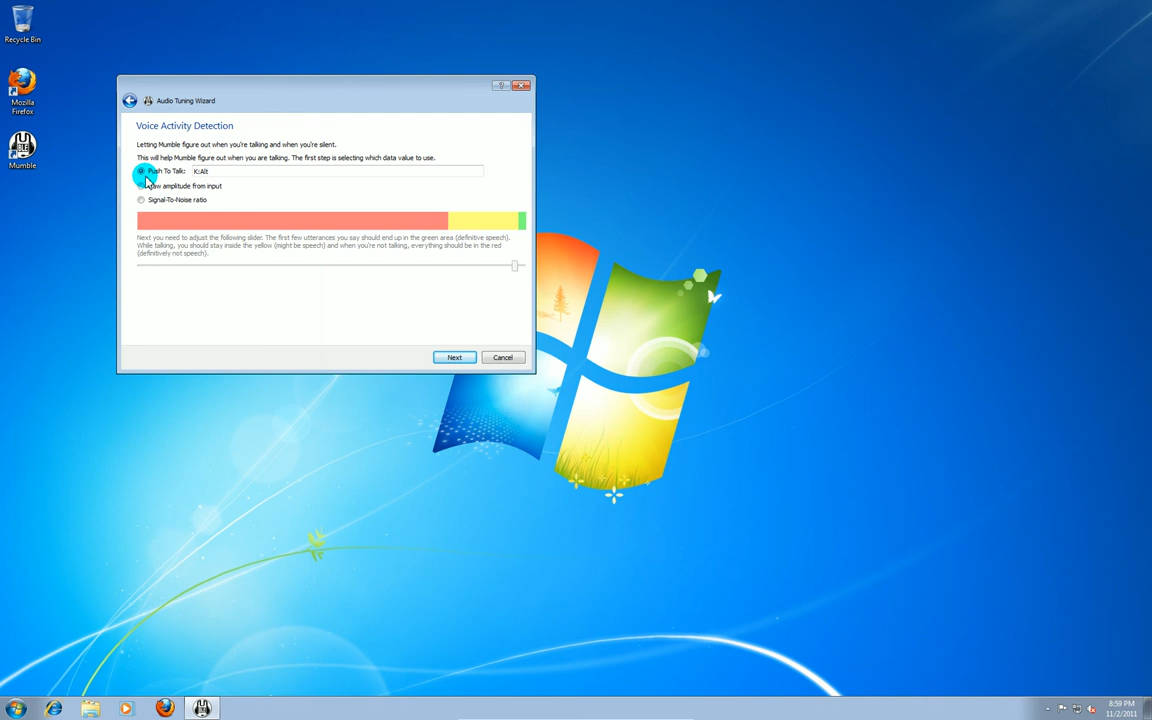 Recycle Bin
Mozilla
Firefox
Mumble
Audio Tuning Wizard
Voice Activity Detection
Letting Mumble figure out when you're talking and when you're silent.
This will help Mumble figure out when you are talking. The first step is selecting which data value to use.
Push To Talk: K:Alt
Raw amplitude from input
Signal-To-Noise ratio
Next you need to adjust the following slider. The first few utterances you say should end up in the green area (definitive speech).
While talking, you should stay inside the yellow (might be speech) and when you're not talking, everything should be in the red
(definitively not speech).
Next Cancel
8:59 PM
11/2/2011